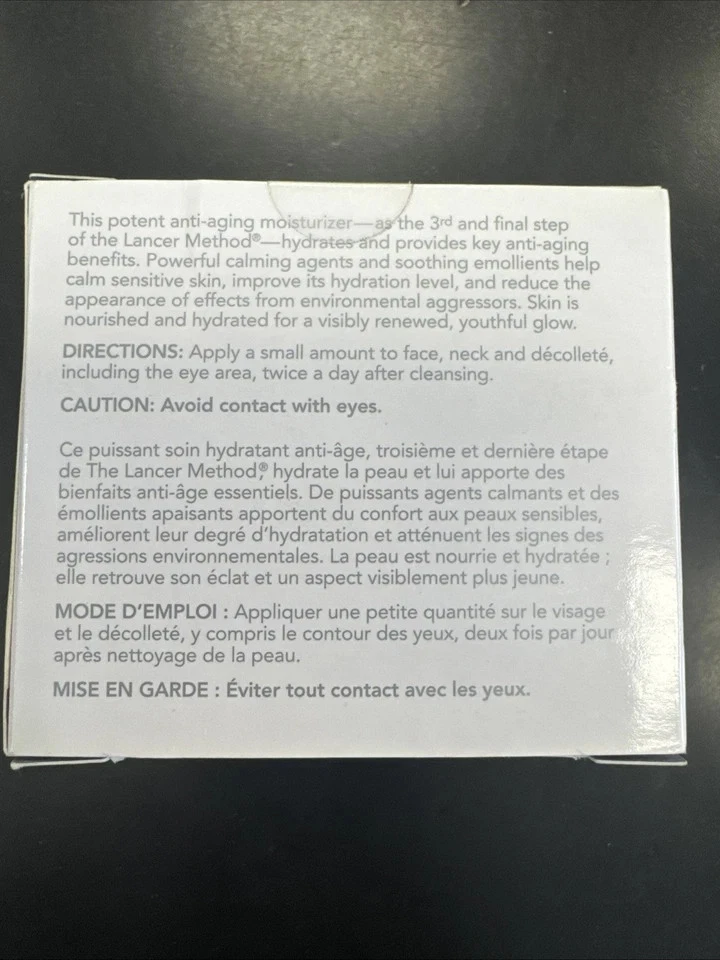 This potent anti-aging moisturizer—as the 3rd and final step
of the Lancer Method®—hydrates and provides key anti-aging
benefits. Powerful calming agents and soothing emollients help
calm sensitive skin, improve its hydration level, and reduce the
appearance of effects from environmental aggressors. Skin is
nourished and hydrated for a visibly renewed, youthful glow.
DIRECTIONS: Apply a small amount to face, neck and décolleté,
including the eye area, twice a day after cleansing.
CAUTION: Avoid contact with eyes.
Ce puissant soin hydratant anti-âge, troisième et dernière étape
de The Lancer Method,® hydrate la peau et lui apporte des
bienfaits anti-âge essentiels. De puissants agents calmants et des
émollients apaisants apportent du confort aux peaux sensibles,
améliorent leur degré d'hydratation et atténuent les signes des
agressions environnementales. La peau est nourrie et hydratée ;
elle retrouve son éclat et un aspect visiblement plus jeune.
MODE D'EMPLOI : Appliquer une petite quantité sur le visage
et le décolleté, y compris le contour des yeux, deux fois par jour
après nettoyage de la peau.
MISE EN GARDE : Éviter tout contact avec les yeux.